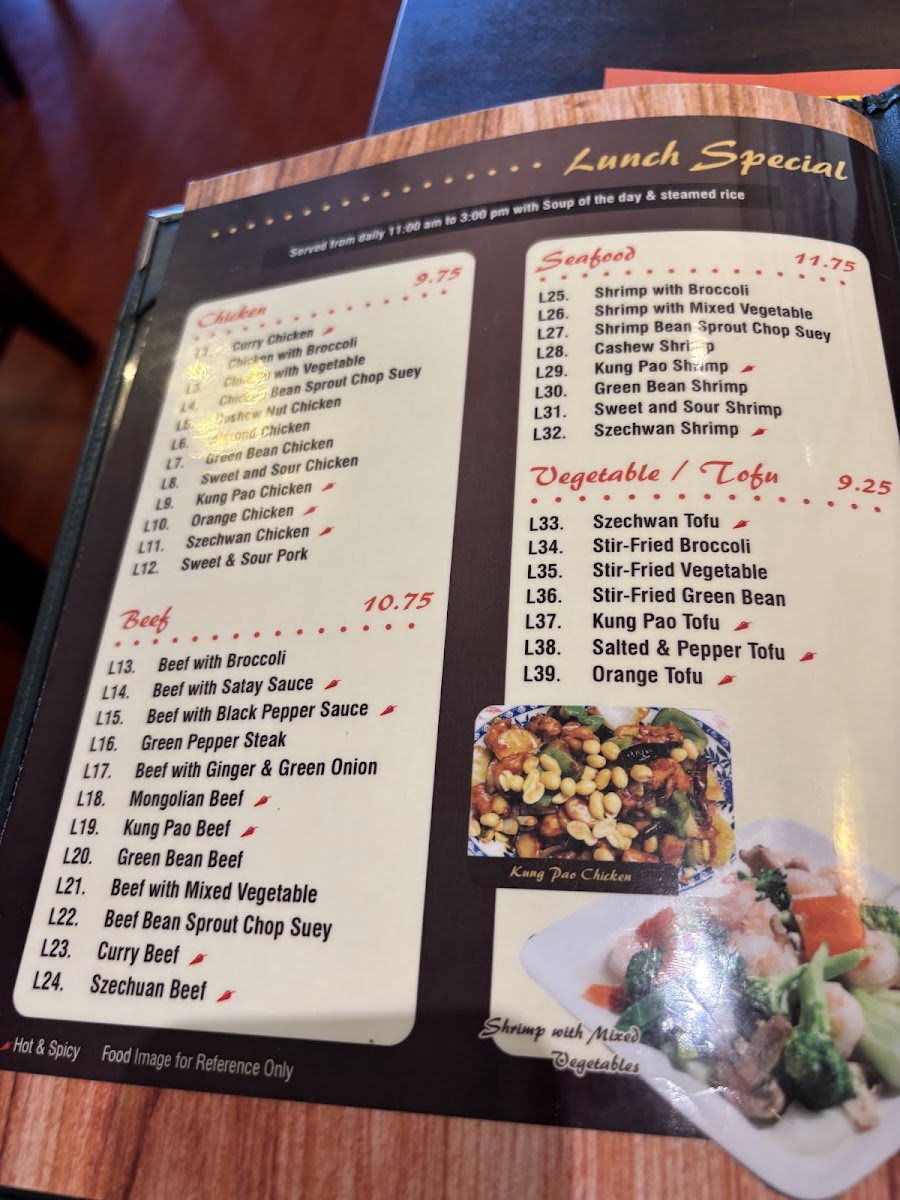 Lunch Special
Served from daily 11:00 am to 3:00 pm with Soup of the day & steamed rice
Chicken 9.75
L1. Curry Chicken
Chicken with Broccoli
L3. Chicken with Vegetable
L4. Chicken Bean Sprout Chop Suey
L5. Cashew Nut Chicken
L6. Almond Chicken
L7. Green Bean Chicken
L8. Sweet and Sour Chicken
L9. Kung Pao Chicken
L10. Orange Chicken
L11. Szechwan Chicken
L12. Sweet & Sour Pork
Beef 10.75
L13. Beef with Broccoli
L14. Beef with Satay Sauce
L15. Beef with Black Pepper Sauce
L16. Green Pepper Steak
L17. Beef with Ginger & Green Onion
L18. Mongolian Beef
L19. Kung Pao Beef
L20. Green Bean Beef
L21. Beef with Mixed Vegetable
L22. Beef Bean Sprout Chop Suey
L23. Curry Beef
L24. Szechuan Beef
Hot & Spicy Food Image for Reference Only
Seafood 11.75
L25. Shrimp with Broccoli
L26. Shrimp with Mixed Vegetable
L27. Shrimp Bean Sprout Chop Suey
L28. Cashew Shrimp
L29. Kung Pao Shrimp
L30. Green Bean Shrimp
L31. Sweet and Sour Shrimp
L32. Szechwan Shrimp
Vegetable / Tofu 9.25
L33. Szechwan Tofu
L34. Stir-Fried Broccoli
L35. Stir-Fried Vegetable
L36. Stir-Fried Green Bean
L37. Kung Pao Tofu
L38. Salted & Pepper Tofu
L39. Orange Tofu
Kung Pao Chicken
Shrimp with Mixed
Vegetables